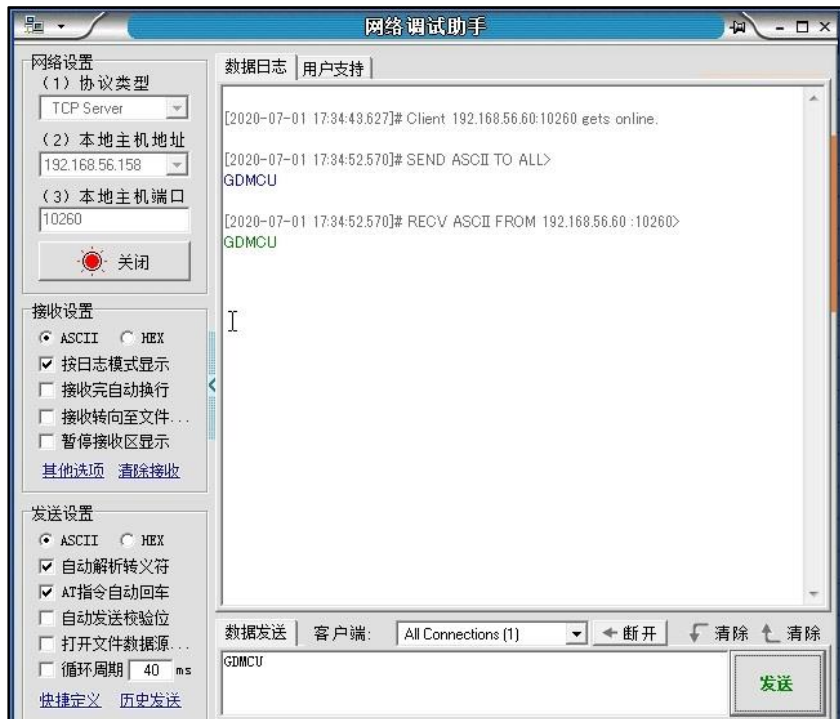 网络调试助手
网络设置
(1) 协议类型
TCP Server
(2) 本地主机地址
192.168.56.158
(3) 本地主机端口
10260
关闭
接收设置
ASCII HEX
按日志模式显示
接收完自动换行
接收转向至文件...
暂停接收区显示
其他选项 清除接收
发送设置
ASCII HEX
自动解析转义符
AT指令自动回车
自动发送校验位
打开文件数据源...
循环周期 40 ms
快捷定义 历史发送
数据日志 用户支持
[2020-07-01 17:34:43.627]# Client 192.168.56.60:10260 gets online.
[2020-07-01 17:34:52.570]# SEND ASCII TO ALL>
GDMCU
[2020-07-01 17:34:52.570]# RECV ASCII FROM 192.168.56.60 :10260>
GDMCU
数据发送 客户端: All Connections (1) 断开 清除 清除
GDMCU
发送